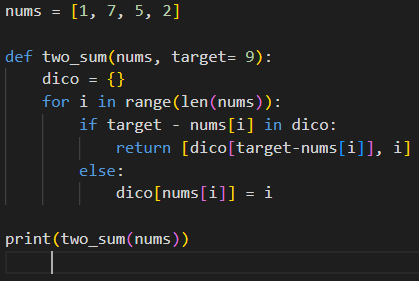 nums = [1, 7, 5, 2]
def two_sum(nums, target= 9):
    dico = {}
    for i in range(len(nums)):
        if target - nums[i] in dico:
            return [dico[target-nums[i]], i]
        else:
            dico[nums[i]] = i
print(two_sum(nums))